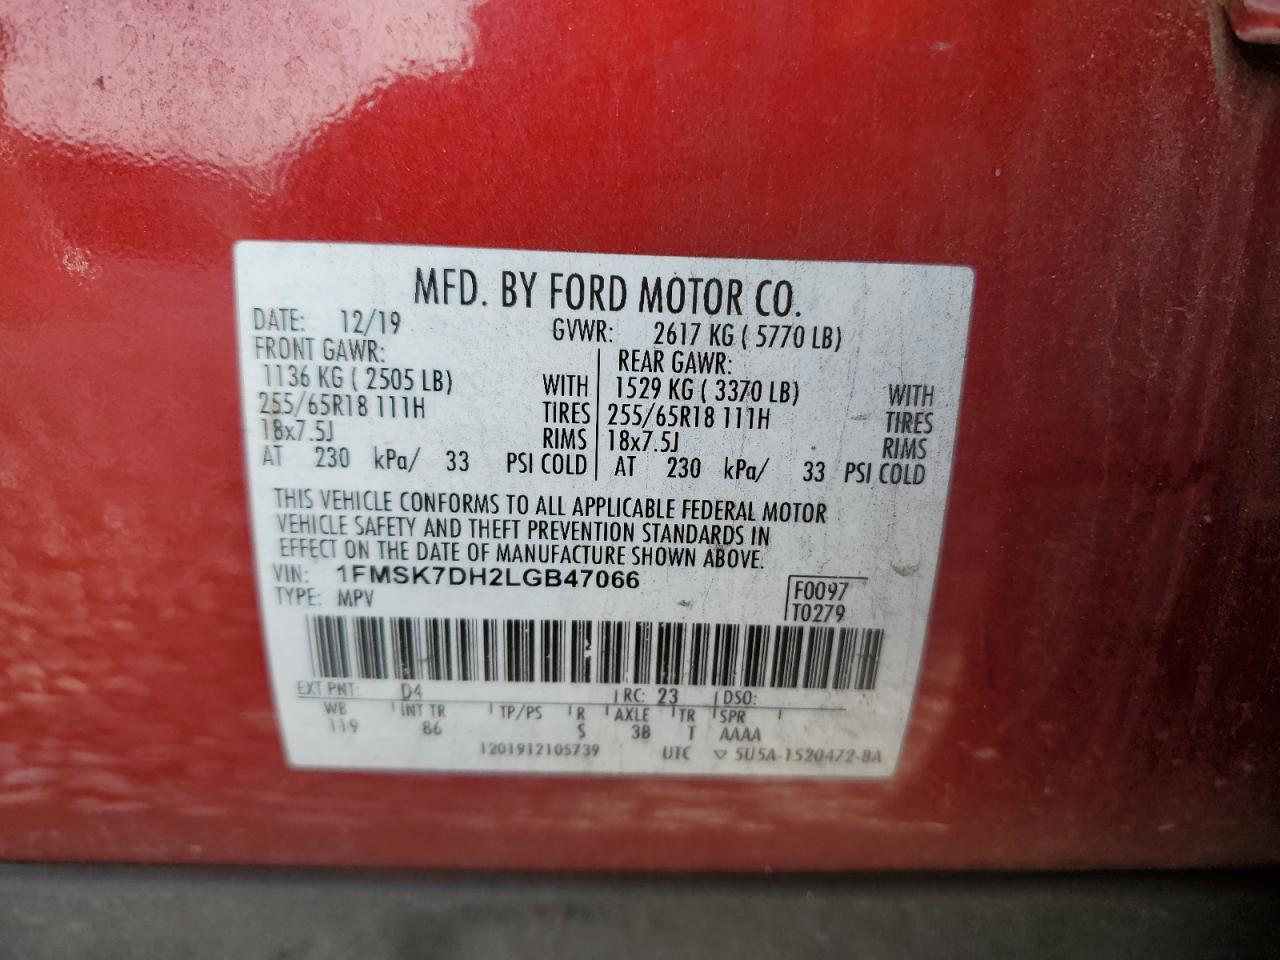 MFD. BY FORD MOTOR CO.
DATE: 12/19 GVWR: 2617 KG ( 5770 LB)
FRONT GAWR: REAR GAWR:
1136 KG ( 2505 LB) WITH 1529 KG ( 3370 LB) WITH
255/65R18 111H TIRES 255/65R18 111H TIRES
18x7.5J RIMS 18x7.5J RIMS
AT 230 kPa/ 33 PSI COLD AT 230 kPa/ 33 PSI COLD
THIS VEHICLE CONFORMS TO ALL APPLICABLE FEDERAL MOTOR
VEHICLE SAFETY AND THEFT PREVENTION STANDARDS IN
EFFECT ON THE DATE OF MANUFACTURE SHOWN ABOVE.
VIN: 1FMSK7DH2LGB47066 F0097
TYPE: MPV T0279
EXT PNT: D4 RC: 23 DSO:
WB INT TR TP/PS R AXLE TR SPR
119 86 S 3B T AAAA
1201912105739 UTC ▽ 5U5A-1520472-BA